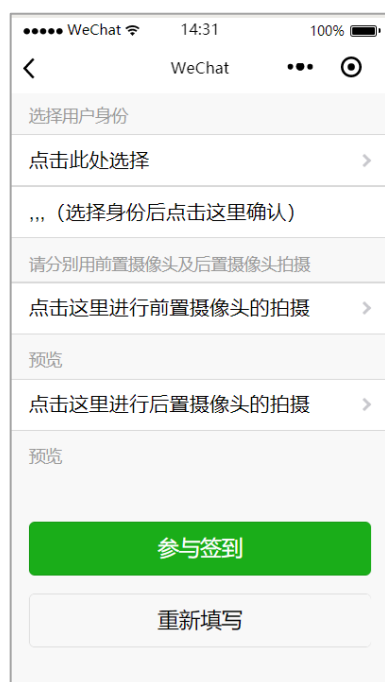 ●●●●● WeChat 14:31 100%
WeChat
选择用户身份
点击此处选择
,,,（选择身份后点击这里确认）
请分别用前置摄像头及后置摄像头拍摄
点击这里进行前置摄像头的拍摄
预览
点击这里进行后置摄像头的拍摄
预览
参与签到
重新填写